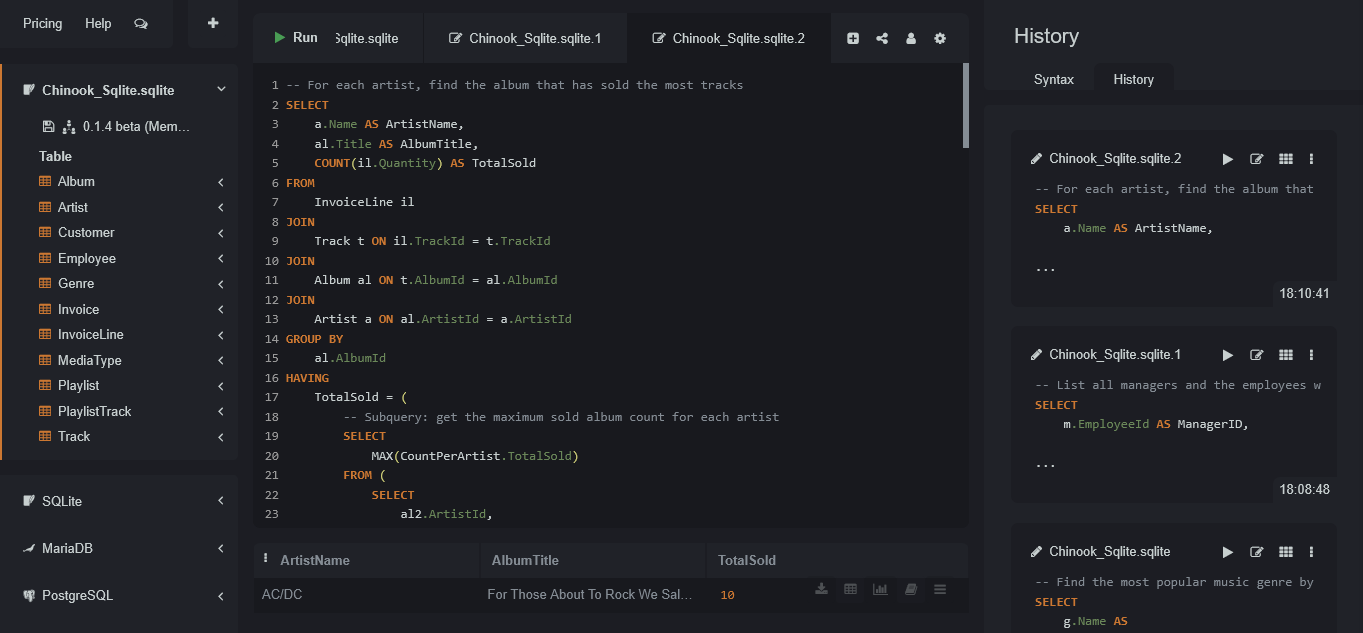 Pricing
Help
Chinook_Sqlite.sqlite
0.1.4 beta (Mem...
Table
Album
Artist
Customer
Employee
Genre
Invoice
InvoiceLine
MediaType
Playlist
PlaylistTrack
Track
SQLite
MariaDB
PostgreSQL
Run
Sqlite.sqlite
Chinook_Sqlite.sqlite.1
Chinook_Sqlite.sqlite.2
1 -- For each artist, find the album that has sold the most tracks
2 SELECT
3 a.Name AS ArtistName,
4 al.Title AS AlbumTitle,
5 COUNT(il.Quantity) AS TotalSold
6 FROM
7 InvoiceLine il
8 JOIN
9 Track t ON il.TrackId = t.TrackId
10 JOIN
11 Album al ON t.AlbumId = al.AlbumId
12 JOIN
13 Artist a ON al.ArtistId = a.ArtistId
14 GROUP BY
15 al.AlbumId
16 HAVING
17 TotalSold = (
18 -- Subquery: get the maximum sold album count for each artist
19 SELECT
20 MAX(CountPerArtist.TotalSold)
21 FROM (
22 SELECT
23 al2.ArtistId,
ArtistName AlbumTitle TotalSold
AC/DC For Those About To Rock We Sal... 10
History
Syntax
History
Chinook_Sqlite.sqlite.2
-- For each artist, find the album that
SELECT
a.Name AS ArtistName,
...
18:10:41
Chinook_Sqlite.sqlite.1
-- List all managers and the employees w
SELECT
m.EmployeeId AS ManagerID,
...
18:08:48
Chinook_Sqlite.sqlite
-- Find the most popular music genre by
SELECT
g.Name AS